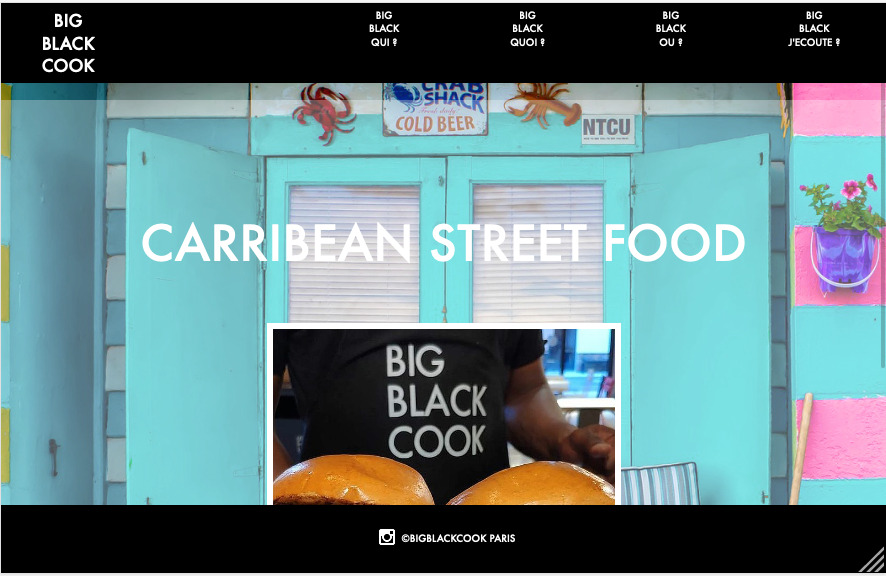 BIG
BLACK
COOK
BIG
BLACK
QUI ?
BIG
BLACK
QUOI ?
BIG
BLACK
OU ?
BIG
BLACK
J'ECOUTE ?
CRAB
SHACK
Fresh daily
COLD BEER
NTCU
CARRIBEAN STREET FOOD
BIG
BLACK
COOK
©BIGBLACKCOOK PARIS